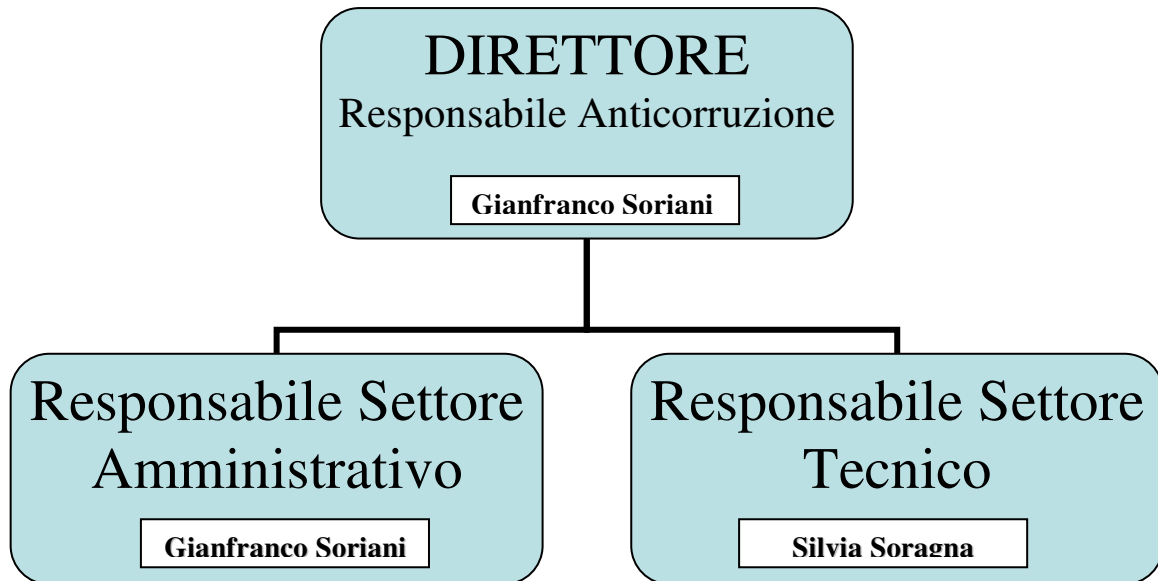 DIRETTORE
Responsabile Anticorruzione
Gianfranco Soriani
Responsabile Settore
Amministrativo
Gianfranco Soriani
Responsabile Settore
Tecnico
Silvia Soragna